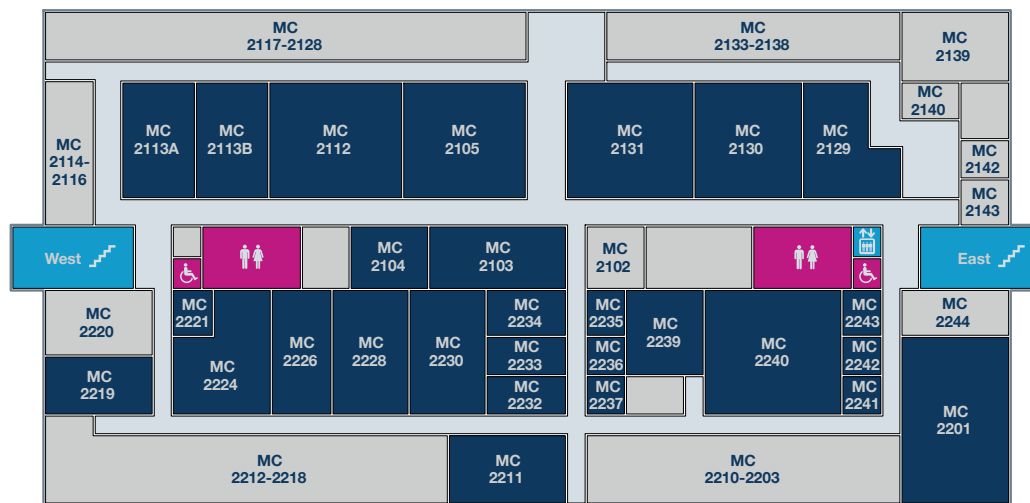 MC
2117-2128
MC
2133-2138
MC
2139
MC
2140
MC
2113A
MC
2113B
MC
2112
MC
2105
MC
2131
MC
2130
MC
2129
MC
2114-
2116
MC
2142
MC
2143
West
MC
2104
MC
2103
MC
2102
East
MC
2220
MC
2221
MC
2224
MC
2226
MC
2228
MC
2230
MC
2234
MC
2233
MC
2232
MC
2235
MC
2236
MC
2237
MC
2239
MC
2240
MC
2243
MC
2242
MC
2241
MC
2244
MC
2219
MC
2201
MC
2212-2218
MC
2211
MC
2210-2203